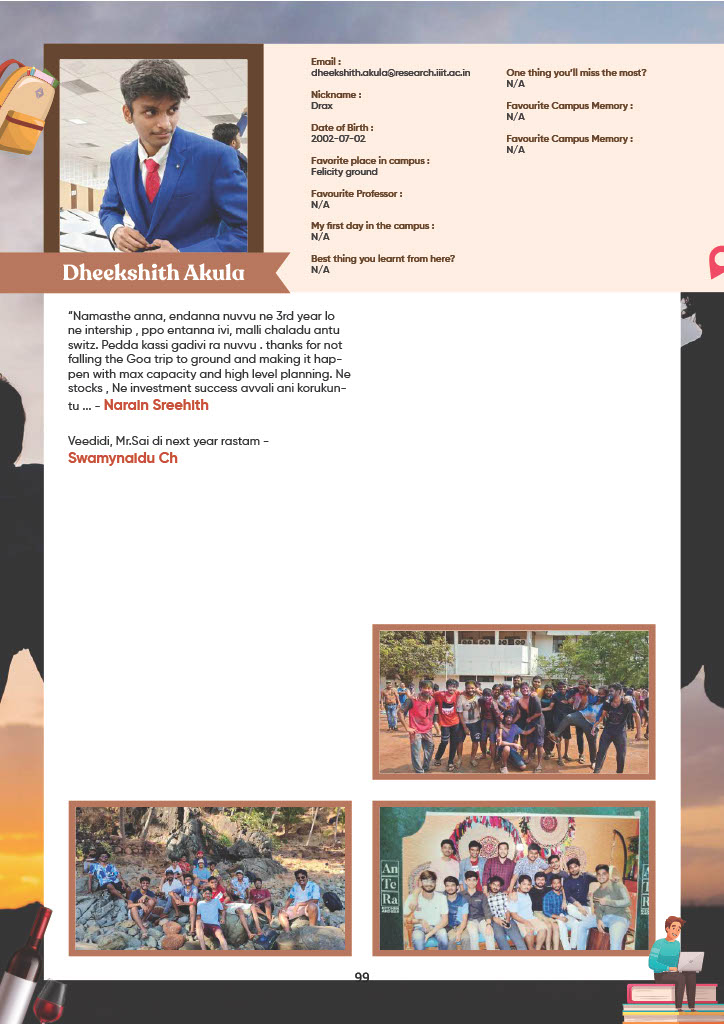 Email :
dheekshith.akula@research.iiit.ac.in
Nickname :
Drax
Date of Birth :
2002-07-02
Favorite place in campus :
Felicity ground
Favourite Professor :
N/A
My first day in the campus :
N/A
Best thing you learnt from here?
N/A
One thing you'll miss the most?
N/A
Favourite Campus Memory :
N/A
Favourite Campus Memory :
N/A
Dheekshith Akula
“Namasthe anna, endanna nuvvu ne 3rd year lo
ne intership , ppo entanna ivi, malli chaladu antu
switz. Pedda kassi gadivi ra nuvvu . thanks for not
falling the Goa trip to ground and making it hap-
pen with max capacity and high level planning. Ne
stocks , Ne investment success avvali ani korukun-
tu ... - Narain Sreehith
Veedidi, Mr.Sai di next year rastam -
Swamynaidu Ch
An
Te
Ra
99